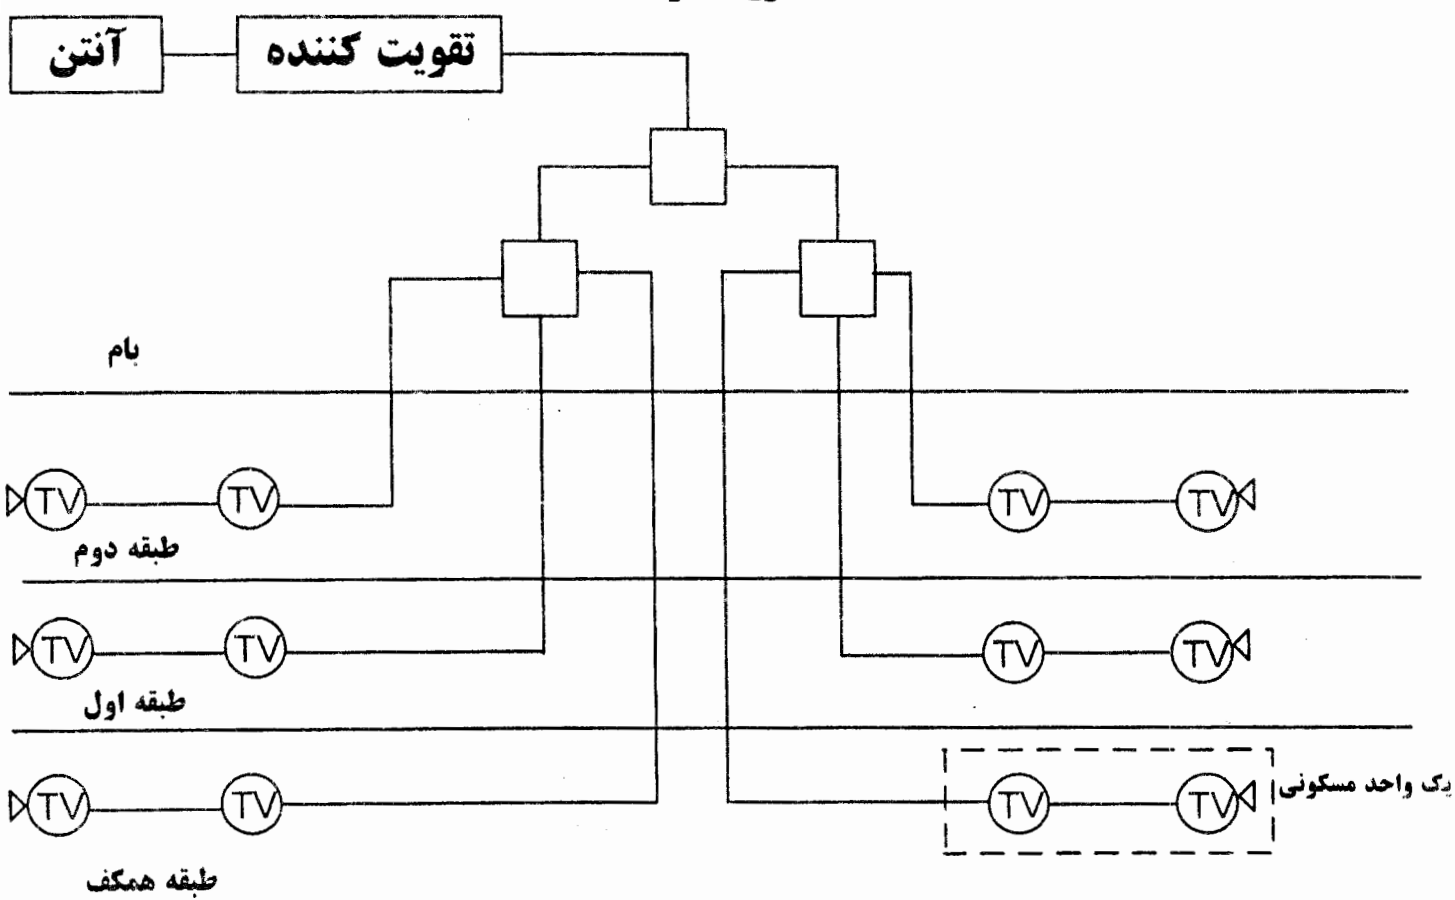 آنتن
تقویت کننده
بام
TV TV TV TV
طبقه دوم
TV TV TV TV
طبقه اول
TV TV TV TV
یک واحد مسکونی
طبقه همکف